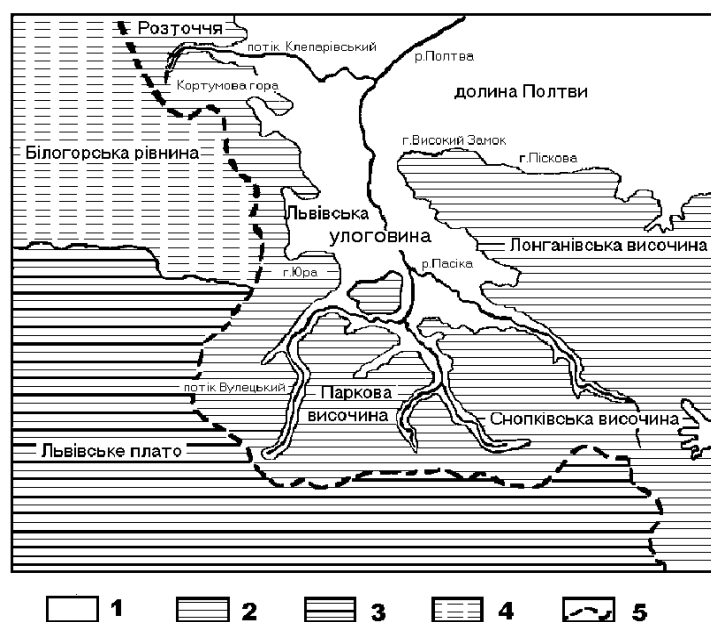 Розточчя
потік Клепарівський
р.Полтва
Кортумова гора
долина Полтви
г.Високий Замок
г.Піскова
Білогорська рівнина
Львівська
улоговина
Лонганівська височина
г.Юра
р.Пасіка
потік Вулецький
Паркова
височина
Снопківська височина
Львівське плато
1 2 3 4 5